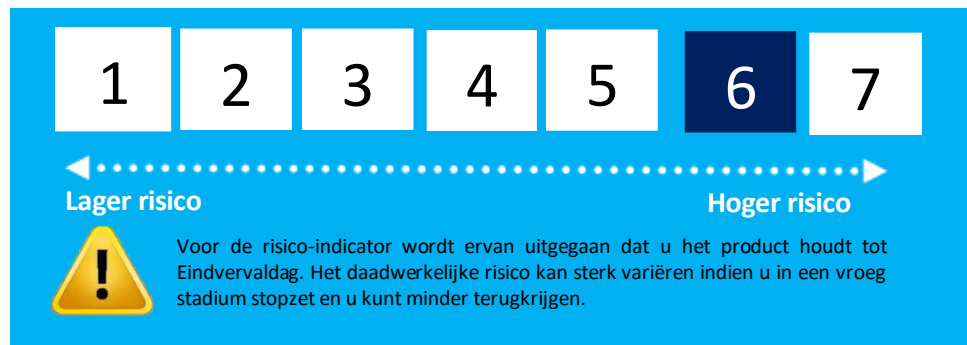 1 2 3 4 5 6 7
Lager risico Hoger risico
Voor de risico-indicator wordt ervan uitgegaan dat u het product houdt tot
Eindvervaldag. Het daadwerkelijke risico kan sterk variëren indien u in een vroeg
stadium stopzet en u kunt minder terugkrijgen.